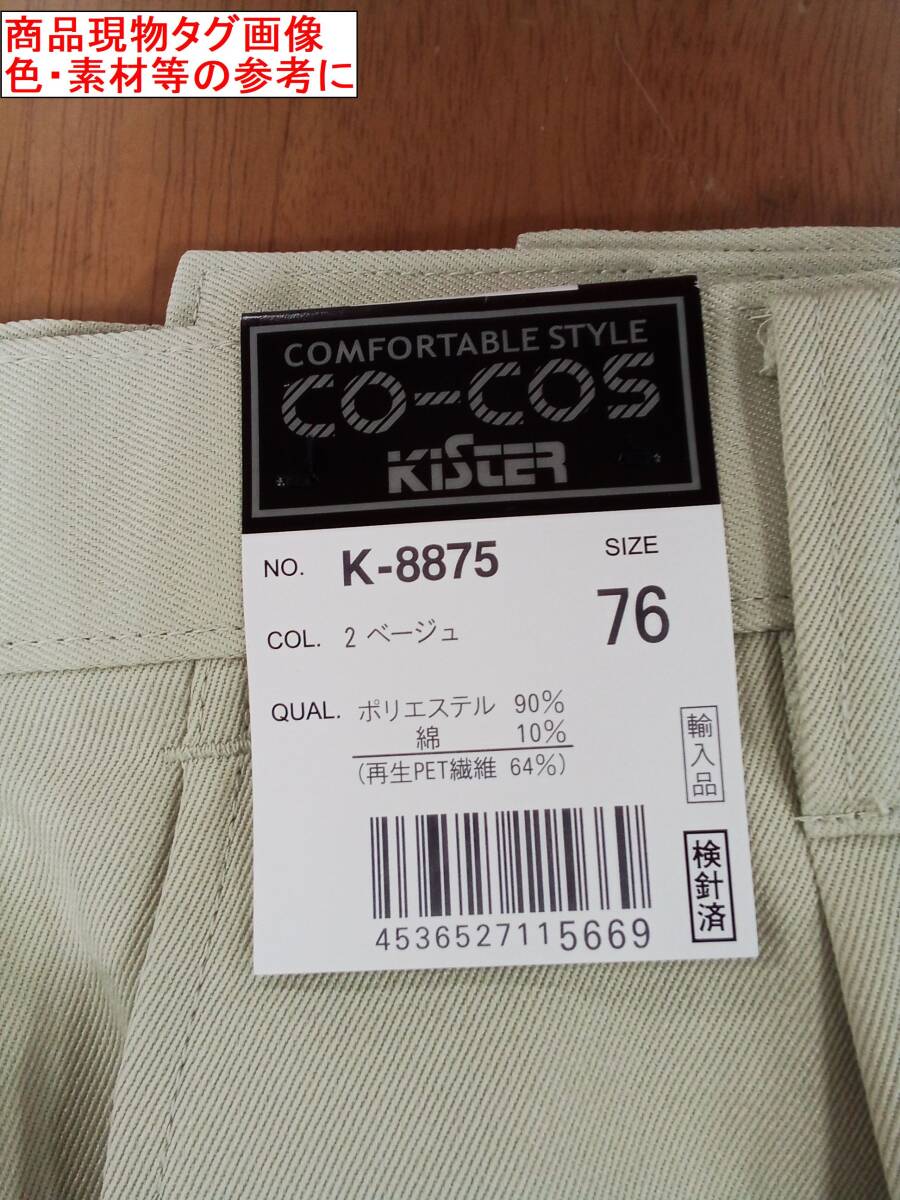 商品現物タグ画像
色・素材等の参考に
COMFORTABLE STYLE
CO-COS
KiSTER
NO. K-8875
SIZE
76
COL. 2 ベージュ
QUAL. ポリエステル 90%
綿 10%
(再生PET繊維 64%)
輸入品
検針済
4536527115669